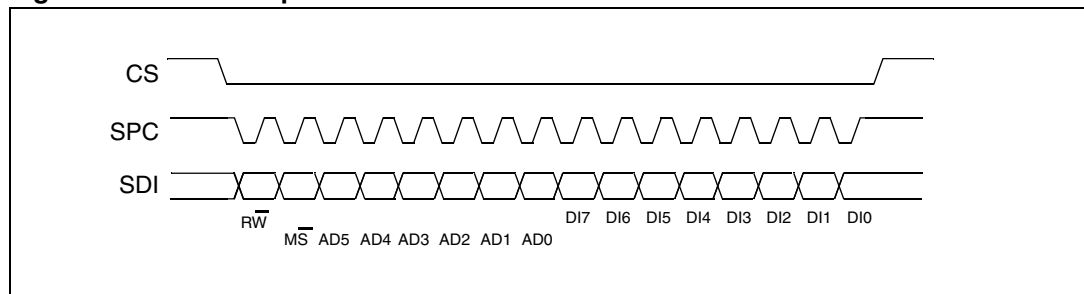 CS
SPC
SDI
RW̅
DI7 DI6 DI5 DI4 DI3 DI2 DI1 DI0
MS̅ AD5 AD4 AD3 AD2 AD1 AD0